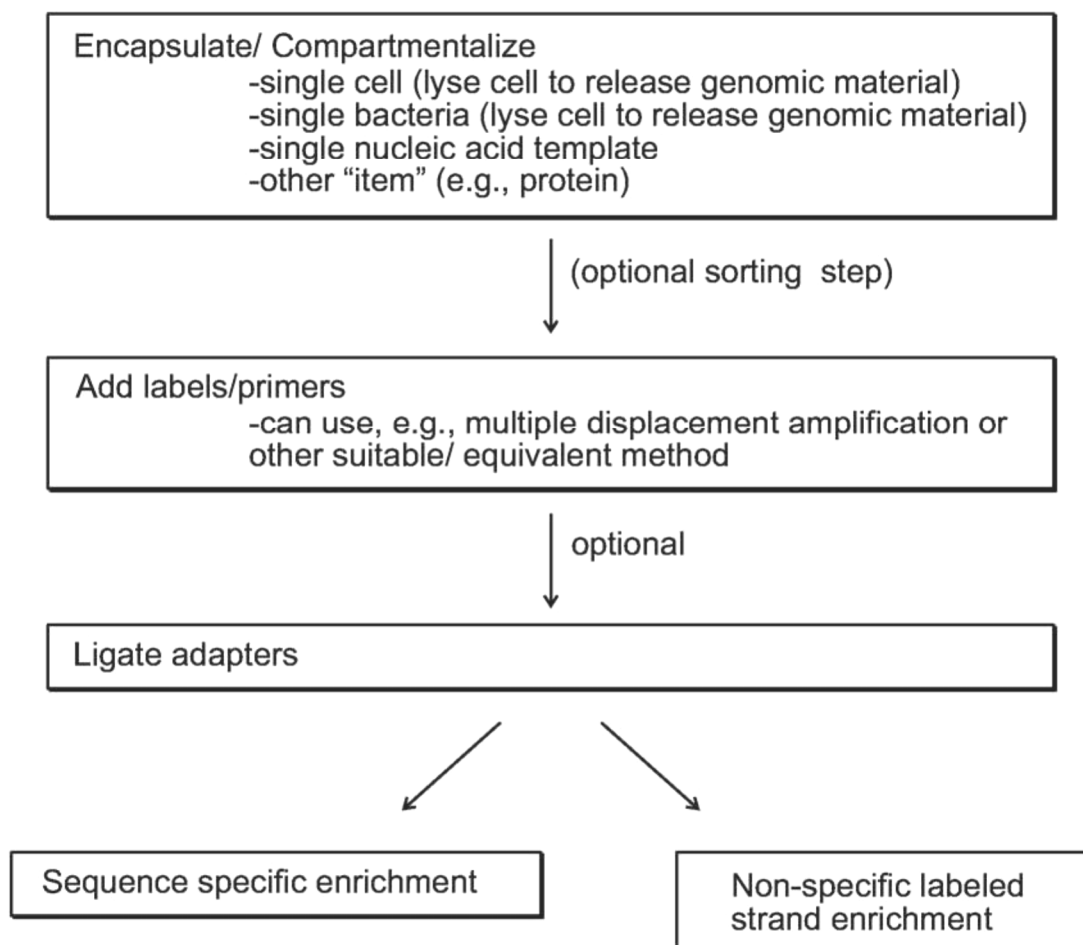 Encapsulate/ Compartmentalize
-single cell (lyse cell to release genomic material)
-single bacteria (lyse cell to release genomic material)
-single nucleic acid template
-other “item” (e.g., protein)
(optional sorting step)
Add labels/primers
-can use, e.g., multiple displacement amplification or
other suitable/ equivalent method
optional
Ligate adapters
Sequence specific enrichment
Non-specific labeled
strand enrichment